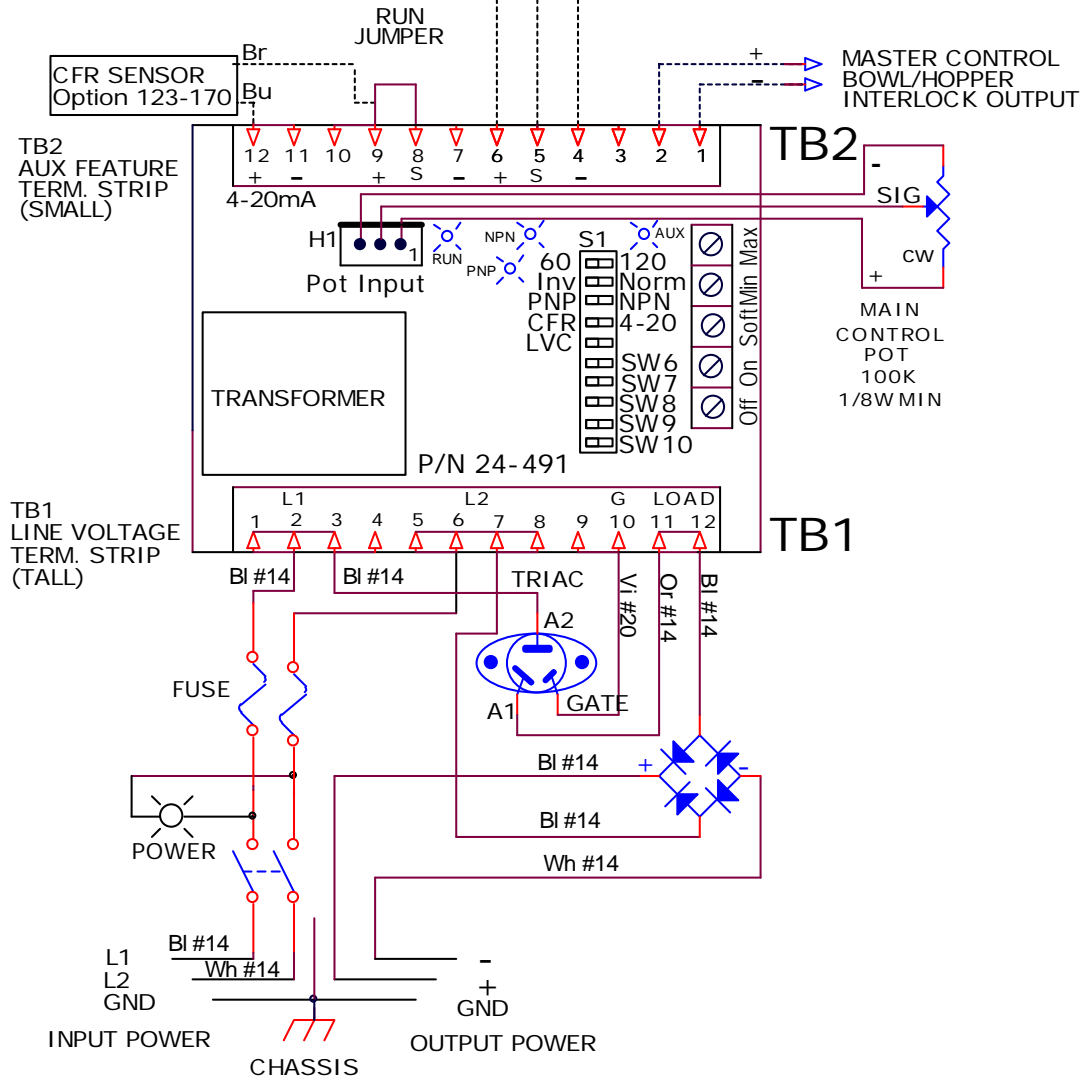 RUN
JUMPER
Br
CFR SENSOR
Option 123-170
Bu
+
-
MASTER CONTROL
BOWL/HOPPER
INTERLOCK OUTPUT
TB2
AUX FEATURE
TERM. STRIP
(SMALL)
12 11 10 9 8 7 6 5 4 3 2 1
+ - + S - + S -
4-20mA
TB2
-
SIG
CW
+
MAIN
CONTROL
POT
100K
1/8W MIN
H1
1
Pot Input
RUN
NPN
PNP
AUX
S1
60 120
Inv Norm
PNP NPN
CFR 4-20
LVC
SW6
SW7
SW8
SW9
SW10
Off On Soft Min Max
TRANSFORMER
P/N 24-491
TB1
LINE VOLTAGE
TERM. STRIP
(TALL)
L1 L2 G LOAD
1 2 3 4 5 6 7 8 9 10 11 12
TB1
Bl #14
Bl #14
TRIAC
Vi #20
Or #14
Bl #14
A2
A1
GATE
FUSE
Bl #14
+
-
Bl #14
POWER
Wh #14
Bl #14
L1
Wh #14
L2
GND
INPUT POWER
-
+
GND
OUTPUT POWER
CHASSIS